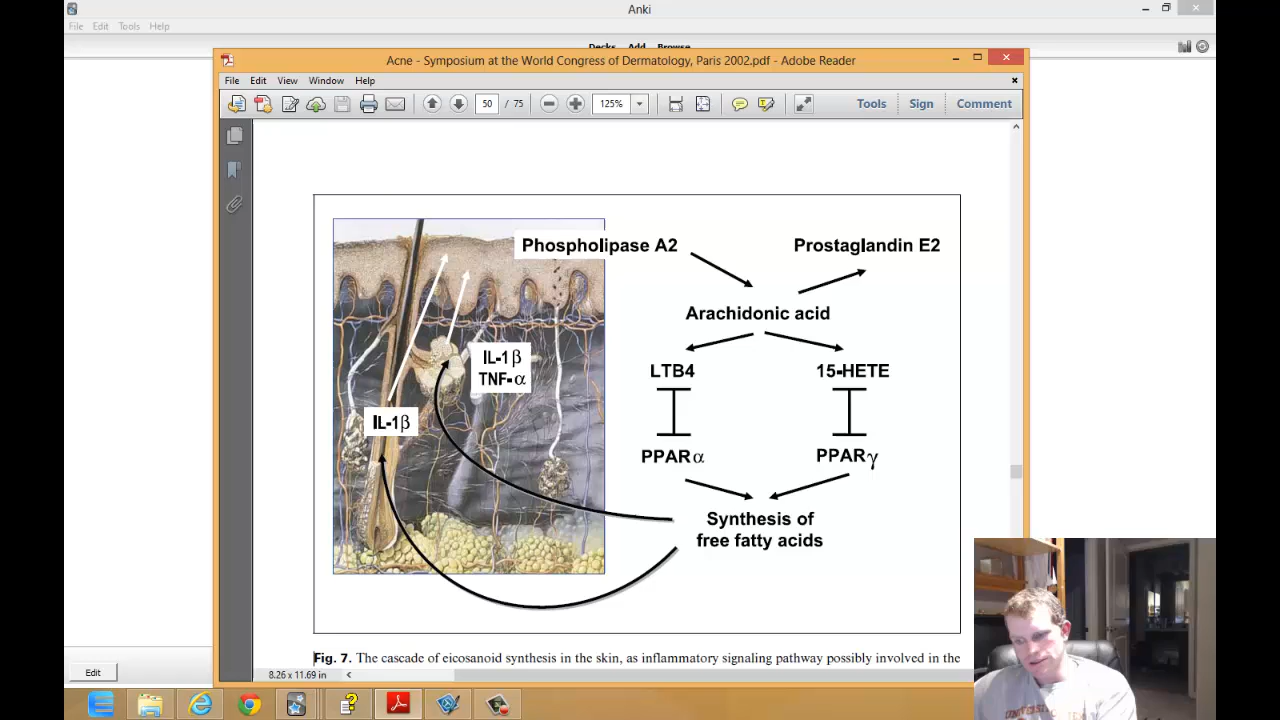 Anki
File Edit Tools Help
Decks Add Browse
Acne - Symposium at the World Congress of Dermatology, Paris 2002.pdf - Adobe Reader
File Edit View Window Help
50 / 75 125% Tools Sign Comment
Phospholipase A2 Prostaglandin E2
Arachidonic acid
IL-1β
TNF-α
LTB4 15-HETE
IL-1β
PPARα PPARγ
Synthesis of
free fatty acids
Fig. 7. The cascade of eicosanoid synthesis in the skin, as inflammatory signaling pathway possibly involved in the
Edit
8.26 x 11.69 in